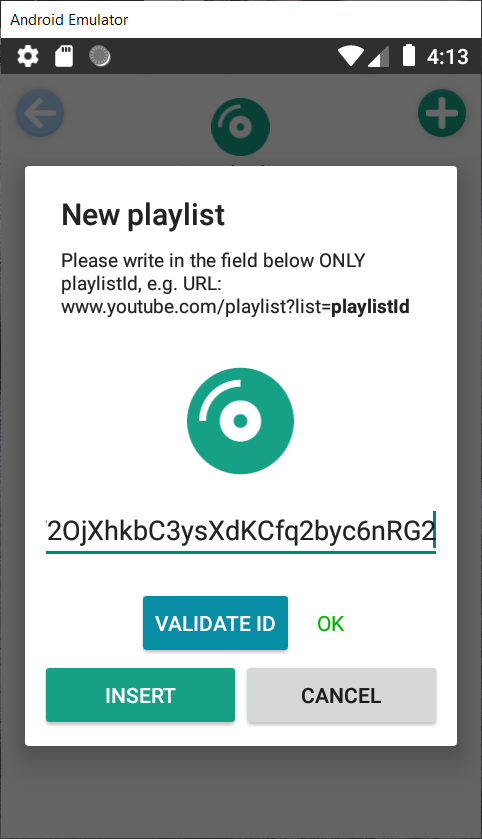 Android Emulator
4:13
New playlist
Please write in the field below ONLY
playlistId, e.g. URL:
www.youtube.com/playlist?list=playlistId
2OjXhkbC3ysXdKCfq2byc6nRG2
VALIDATE ID OK
INSERT CANCEL